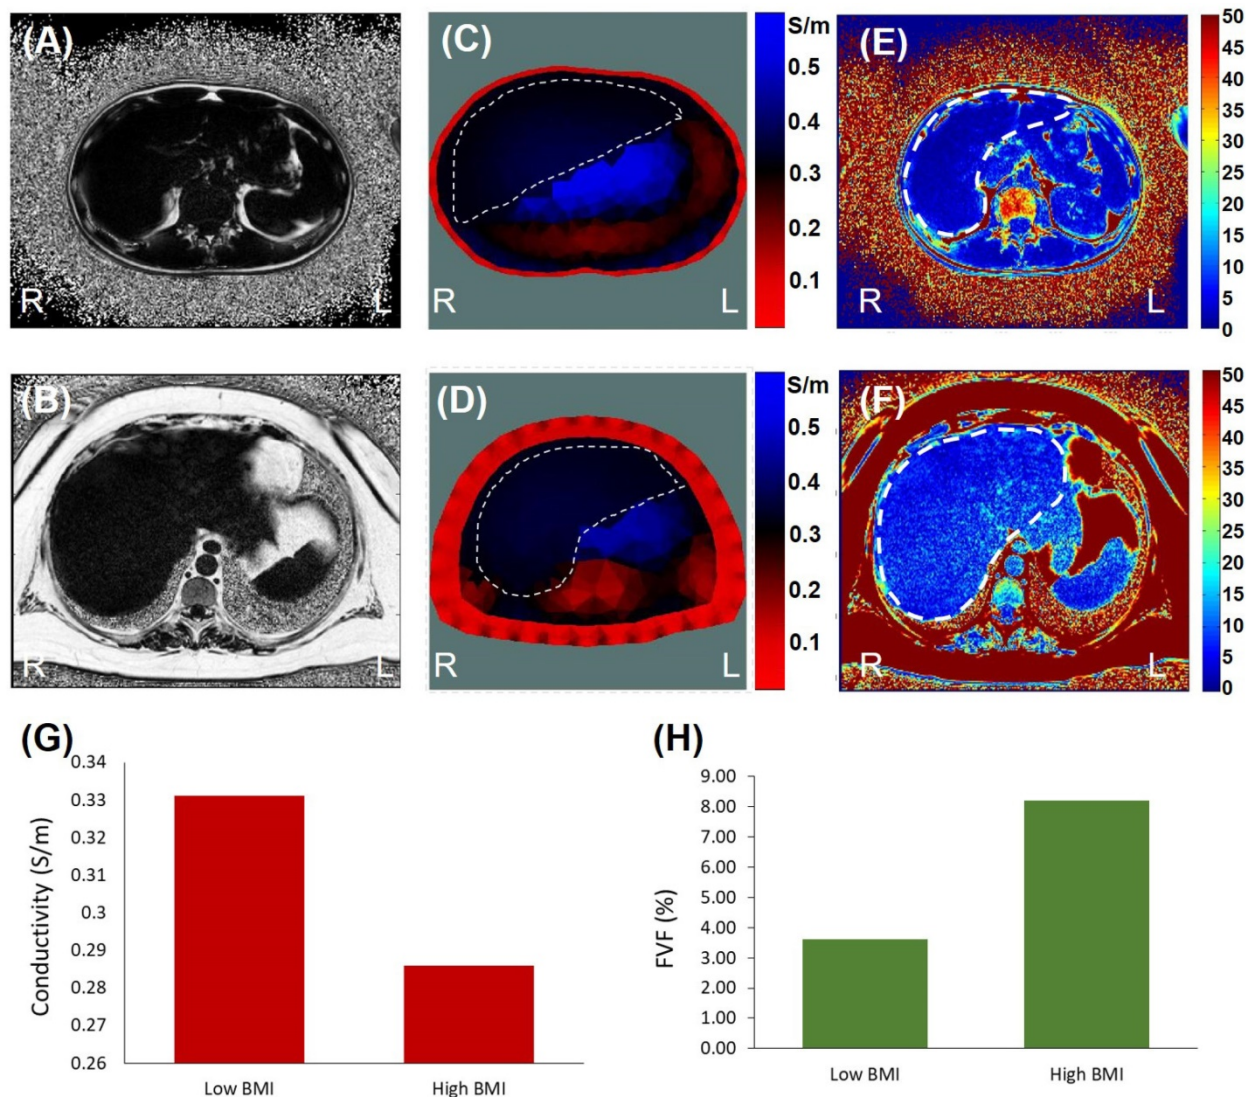 (A)
R L
(C)
S/m
0.5
0.4
0.3
0.2
0.1
R L
(E)
50
45
40
35
30
25
20
15
10
5
0
R L
(B)
R L
(D)
S/m
0.5
0.4
0.3
0.2
0.1
R L
(F)
50
45
40
35
30
25
20
15
10
5
0
R L
(G)
0.34
0.33
0.32
0.31
0.3
0.29
0.28
0.27
0.26
Conductivity (S/m)
Low BMI High BMI
(H)
9.00
8.00
7.00
6.00
5.00
4.00
3.00
2.00
1.00
0.00
FVF (%)
Low BMI High BMI